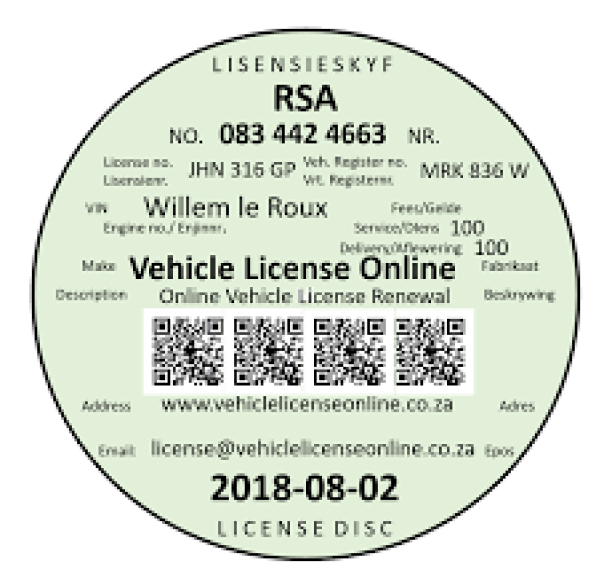 LISENSIESKYF
RSA
NO. 083 442 4663 NR.
License no. JHN 316 GP Veh. Register no. MRK 836 W
Lisensienr. Vrt. Registernr.
VIN Willem le Roux Fees/Gelde
Engine no./ Enjinnr. Service/Diens 100
Delivery/Aflewering 100
Make Vehicle License Online Fabrikaat
Description Online Vehicle License Renewal Beskrywing
Address www.vehiclelicenseonline.co.za Adres
Email: license@vehiclelicenseonline.co.za Epos
2018-08-02
LICENSE DISC